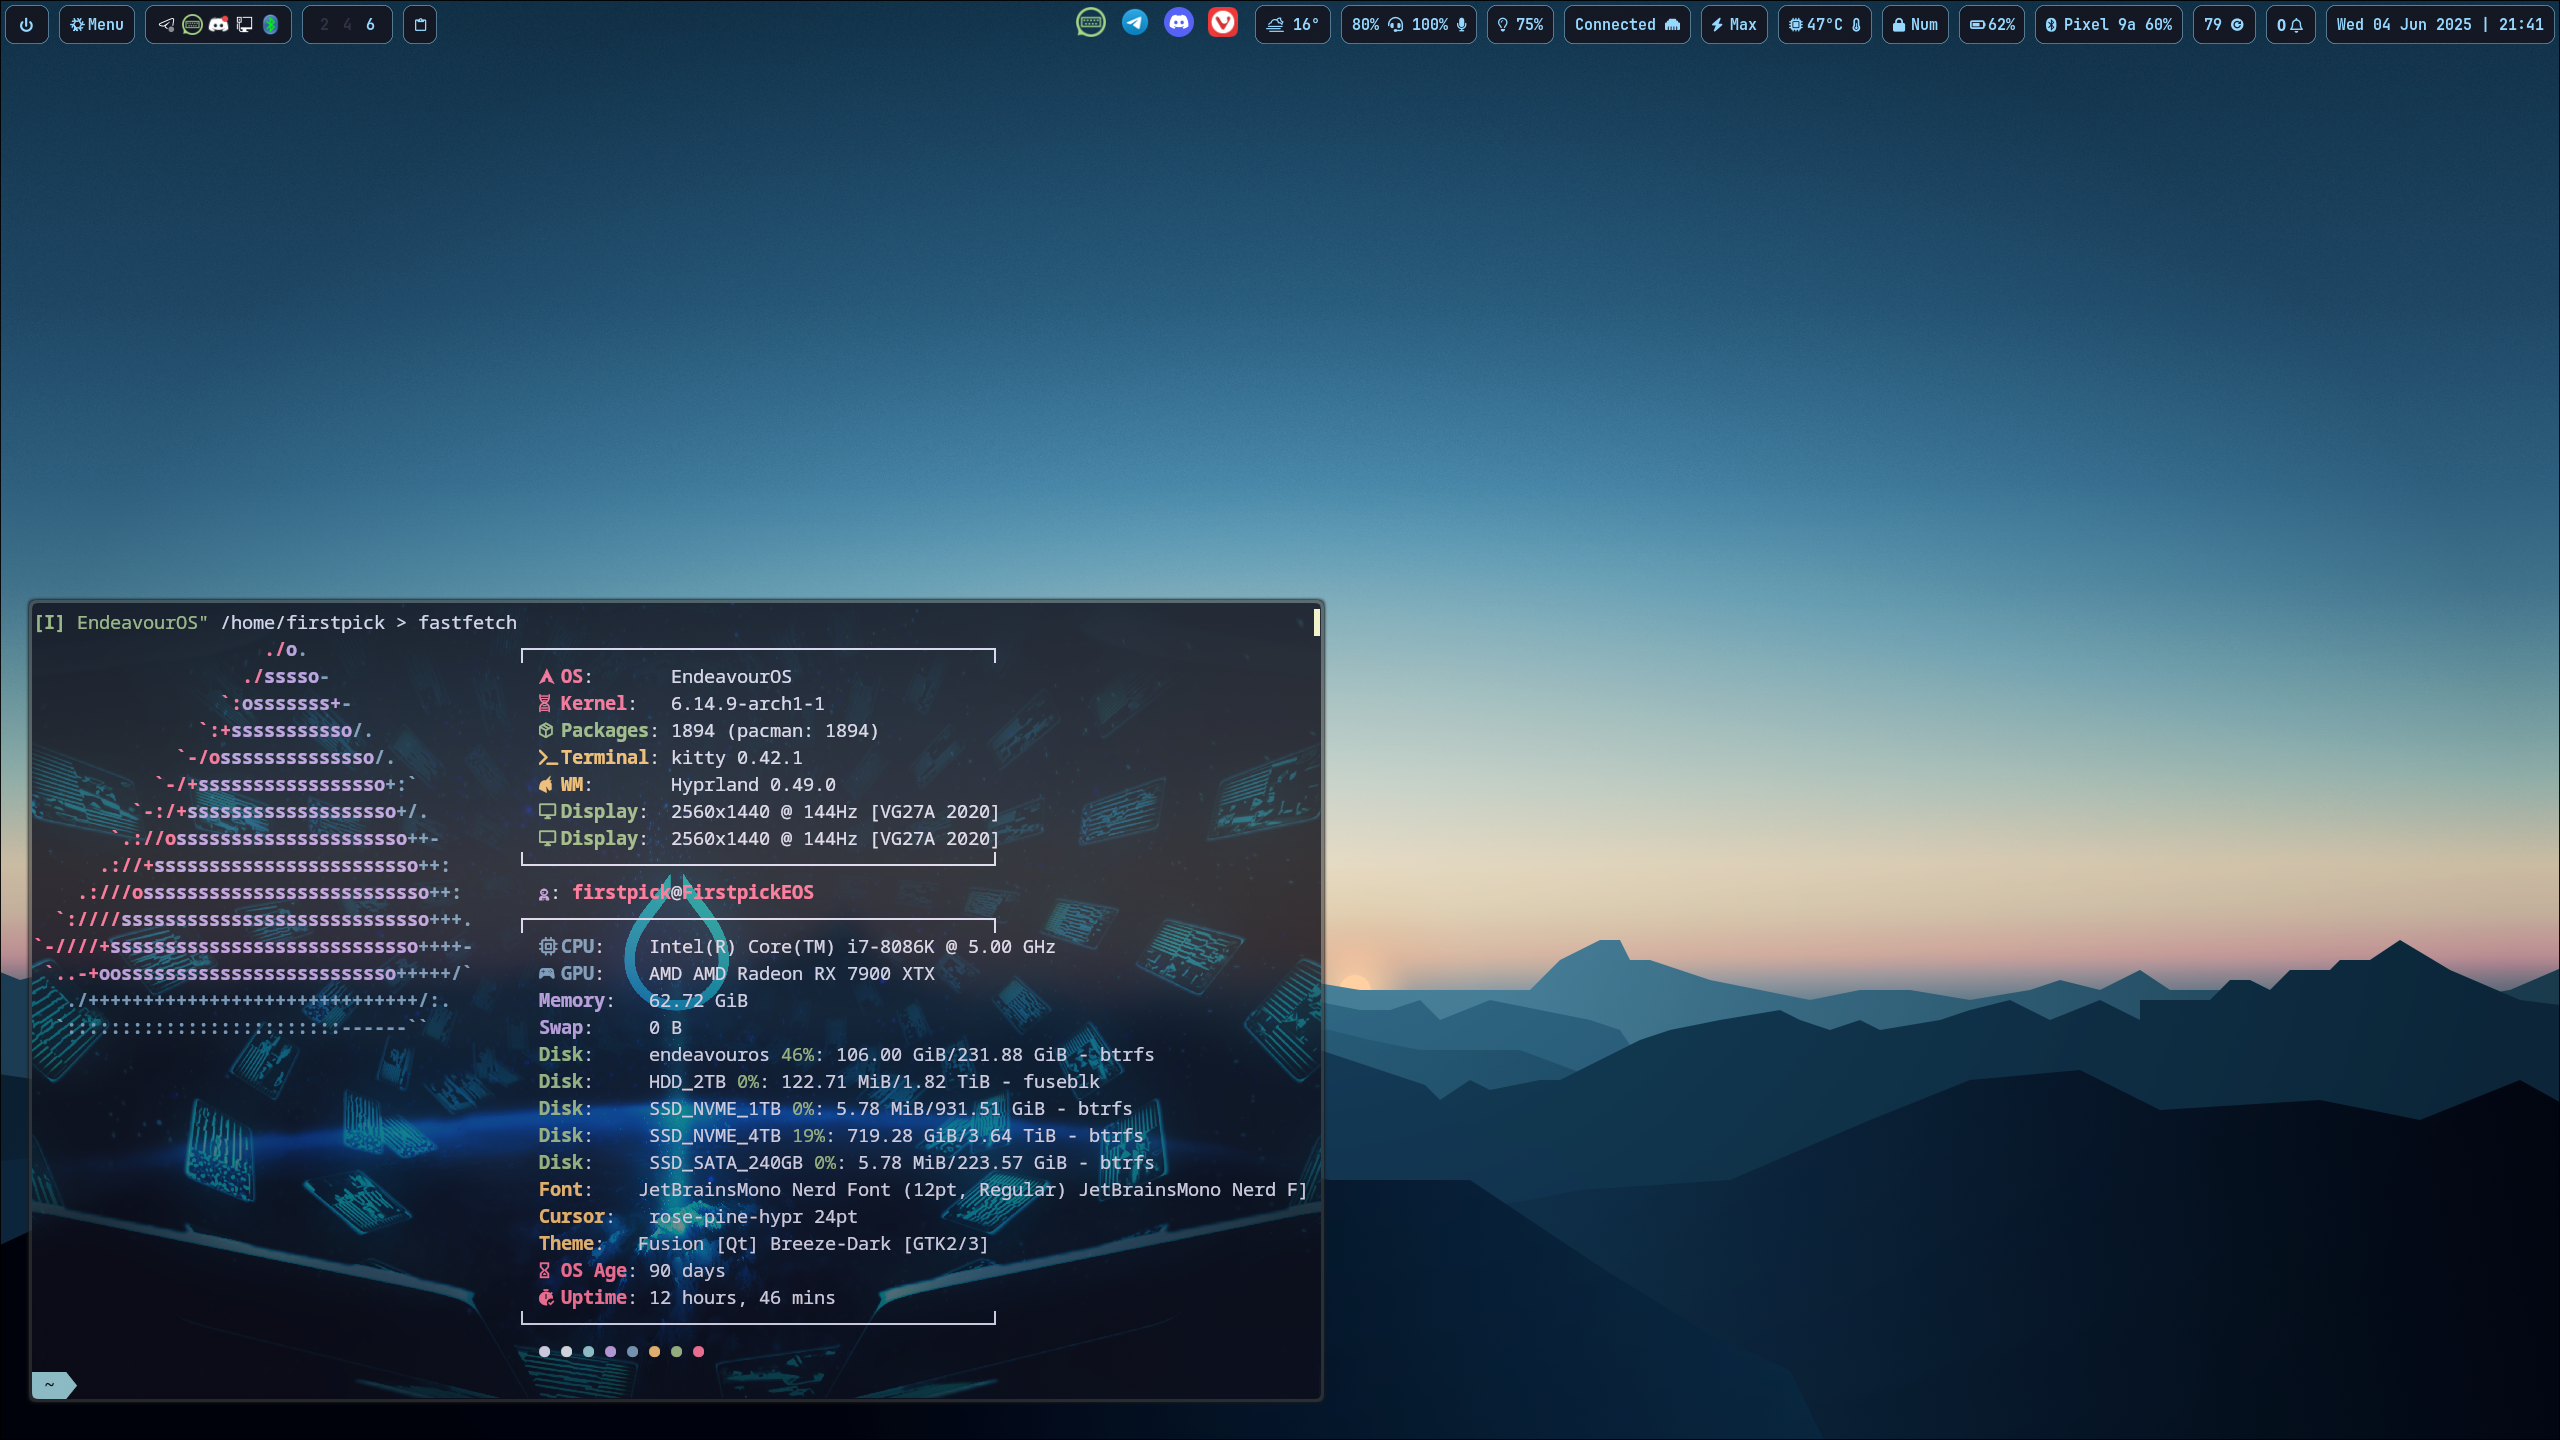 Menu 2 4 6 16° 80% 100% 75% Connected Max 47°C Num 62% Pixel 9a 60% 79 0 Wed 04 Jun 2025 | 21:41
[I] EndeavourOS" /home/firstpick > fastfetch
./o.
./sssso-
`:osssssss+-
`:+sssssssssso/.
`-/ossssssssssssso/.
`-/+sssssssssssssssso+:`
`-:/+sssssssssssssssssso+/.
`.://osssssssssssssssssssso++-
.://+ssssssssssssssssssssssso++:
.:///ossssssssssssssssssssssssso++:
`:////ssssssssssssssssssssssssssso+++.
`-////+ssssssssssssssssssssssssssso++++-
`..-+oosssssssssssssssssssssssso+++++/`
./++++++++++++++++++++++++++++++/:.
`:::::::::::::::::::::::::------``
OS: EndeavourOS
Kernel: 6.14.9-arch1-1
Packages: 1894 (pacman: 1894)
Terminal: kitty 0.42.1
WM: Hyprland 0.49.0
Display: 2560x1440 @ 144Hz [VG27A 2020]
Display: 2560x1440 @ 144Hz [VG27A 2020]
: firstpick@FirstpickEOS
CPU: Intel(R) Core(TM) i7-8086K @ 5.00 GHz
GPU: AMD AMD Radeon RX 7900 XTX
Memory: 62.72 GiB
Swap: 0 B
Disk: endeavouros 46%: 106.00 GiB/231.88 GiB - btrfs
Disk: HDD_2TB 0%: 122.71 MiB/1.82 TiB - fuseblk
Disk: SSD_NVME_1TB 0%: 5.78 MiB/931.51 GiB - btrfs
Disk: SSD_NVME_4TB 19%: 719.28 GiB/3.64 TiB - btrfs
Disk: SSD_SATA_240GB 0%: 5.78 MiB/223.57 GiB - btrfs
Font: JetBrainsMono Nerd Font (12pt, Regular) JetBrainsMono Nerd F]
Cursor: rose-pine-hypr 24pt
Theme: Fusion [Qt] Breeze-Dark [GTK2/3]
OS Age: 90 days
Uptime: 12 hours, 46 mins
~